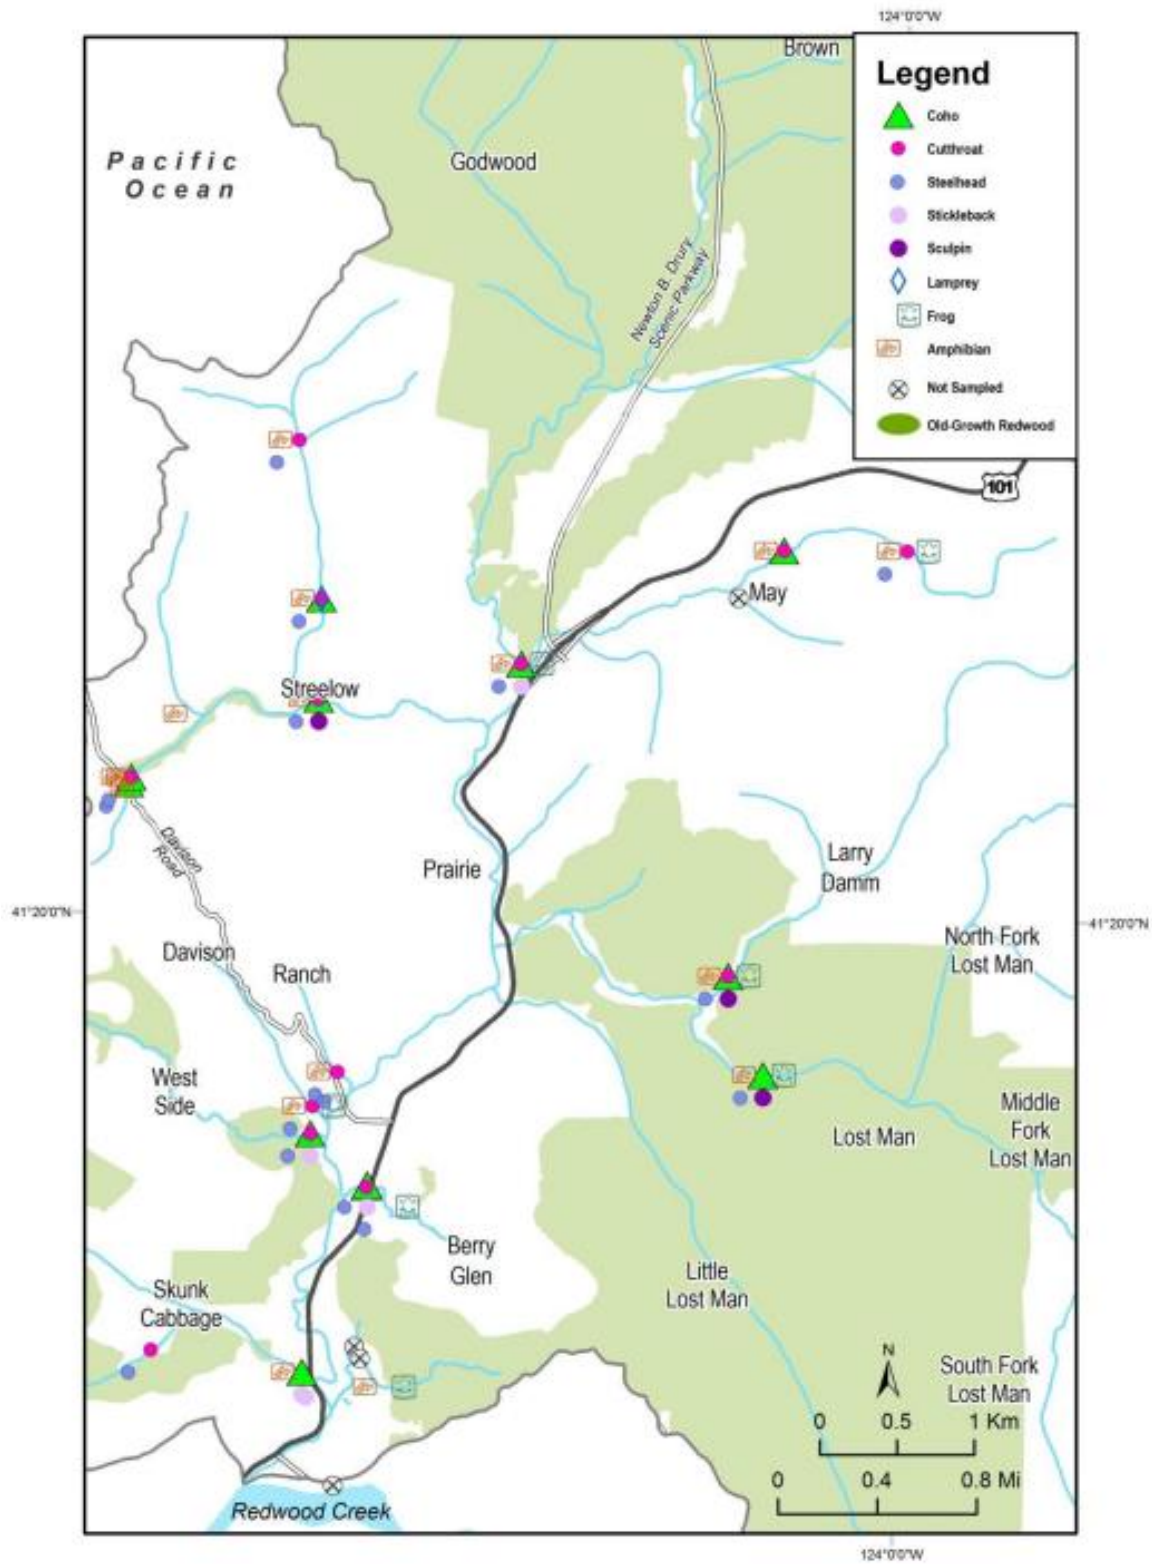 124°0'0"W
Brown
Legend
Coho
Cutthroat
Steelhead
Stickleback
Sculpin
Lamprey
Frog
Amphibian
Not Sampled
Old-Growth Redwood
Pacific
Ocean
Godwood
Newton B. Drury
Scenic Parkway
101
May
Streelow
Davison
Road
Prairie
Larry
Damm
41°20'0"N
41°20'0"N
North Fork
Lost Man
Davison
Ranch
West
Side
Middle
Fork
Lost Man
Lost Man
Berry
Glen
Little
Lost Man
Skunk
Cabbage
N
South Fork
Lost Man
0 0.5 1 Km
0 0.4 0.8 Mi
Redwood Creek
124°0'0"W